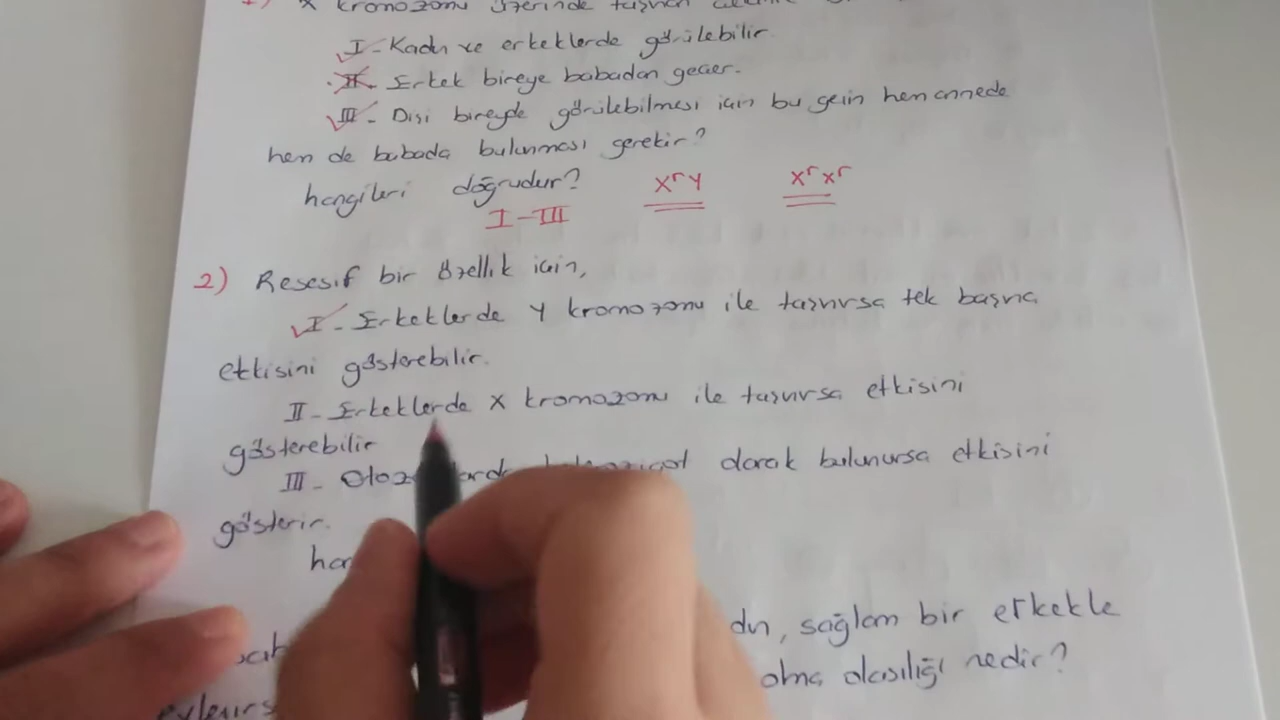 X kromozomu üzerinde taşınan
I- Kadın ve erkeklerde görülebilir.
II- Erkek bireye babadan geçer.
III- Dişi bireyde görülebilmesi için bu genin hem annede
hem de babada bulunması gerekir?
hangileri doğrudur? XʳY XʳXʳ
I-III
2) Resesif bir özellik için,
I- Erkeklerde Y kromozomu ile taşınırsa tek başına
etkisini gösterebilir.
II- Erkeklerde X kromozomu ile taşınırsa etkisini
gösterebilir
III- olarak bulunursa etkisini
gösterir.
sağlam bir erkekle
olma olasılığı nedir?